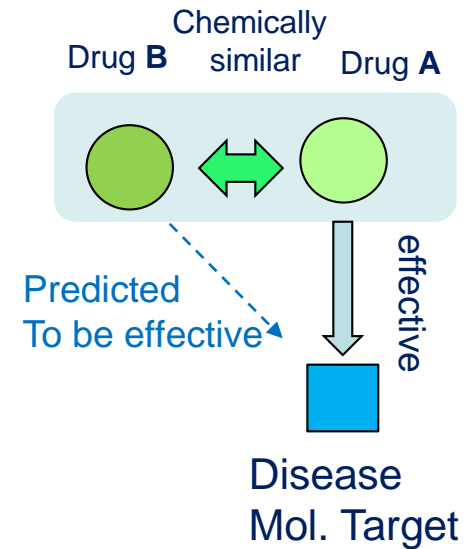 Chemically
similar
Drug B
Drug A
effective
Predicted
To be effective
Disease
Mol. Target